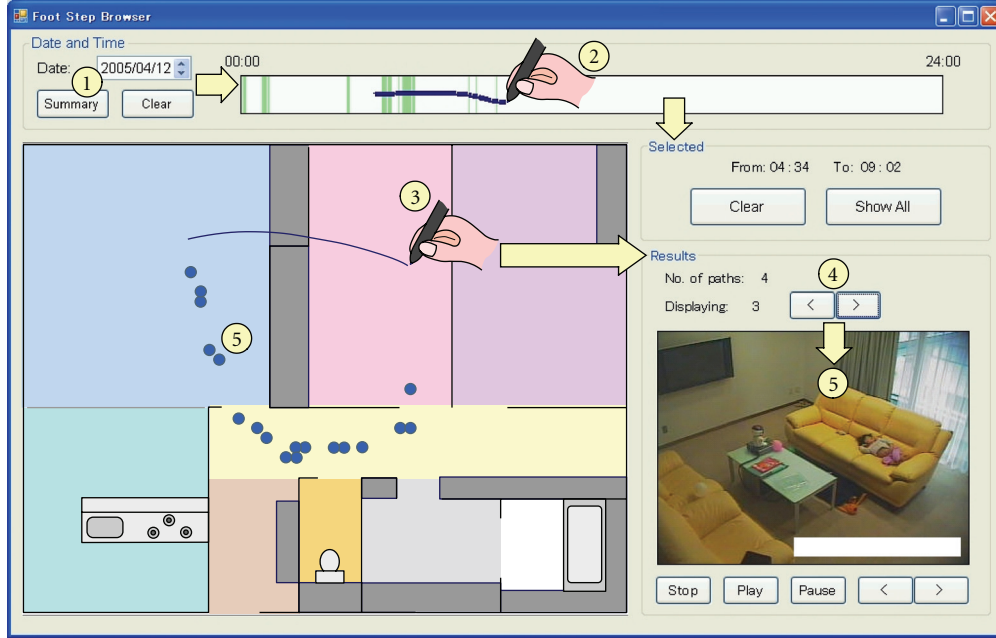 Foot Step Browser
Date and Time
Date: 2005/04/12
00:00
24:00
1
2
Summary
Clear
Selected
From: 04:34 To: 09:02
Clear
Show All
3
Results
No. of paths: 4
4
Displaying: 3
<
>
5
5
Stop
Play
Pause
<
>